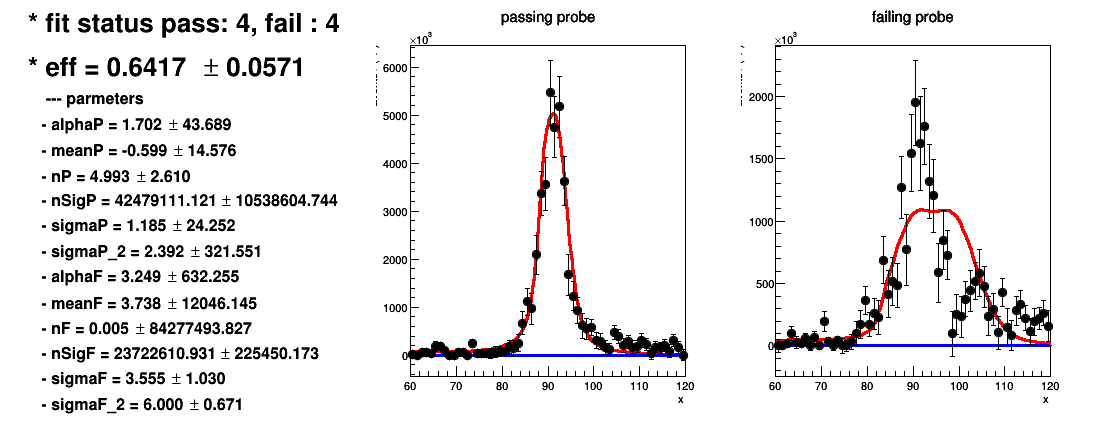 * fit status pass: 4, fail : 4
* eff = 0.6417 ± 0.0571
--- parmeters
- alphaP = 1.702 ± 43.689
- meanP = -0.599 ± 14.576
- nP = 4.993 ± 2.610
- nSigP = 42479111.121 ± 10538604.744
- sigmaP = 1.185 ± 24.252
- sigmaP_2 = 2.392 ± 321.551
- alphaF = 3.249 ± 632.255
- meanF = 3.738 ± 12046.145
- nF = 0.005 ± 84277493.827
- nSigF = 23722610.931 ± 225450.173
- sigmaF = 3.555 ± 1.030
- sigmaF_2 = 6.000 ± 0.671
passing probe
×10³
6000
5000
4000
3000
2000
1000
0
60 70 80 90 100 110 120
x
failing probe
×10³
2000
1500
1000
500
0
60 70 80 90 100 110 120
x